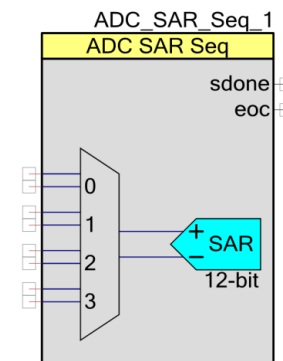 ADC_SAR_Seq_1
ADC SAR Seq
sdone
eoc
0
1
2
3
+
SAR
−
12-bit